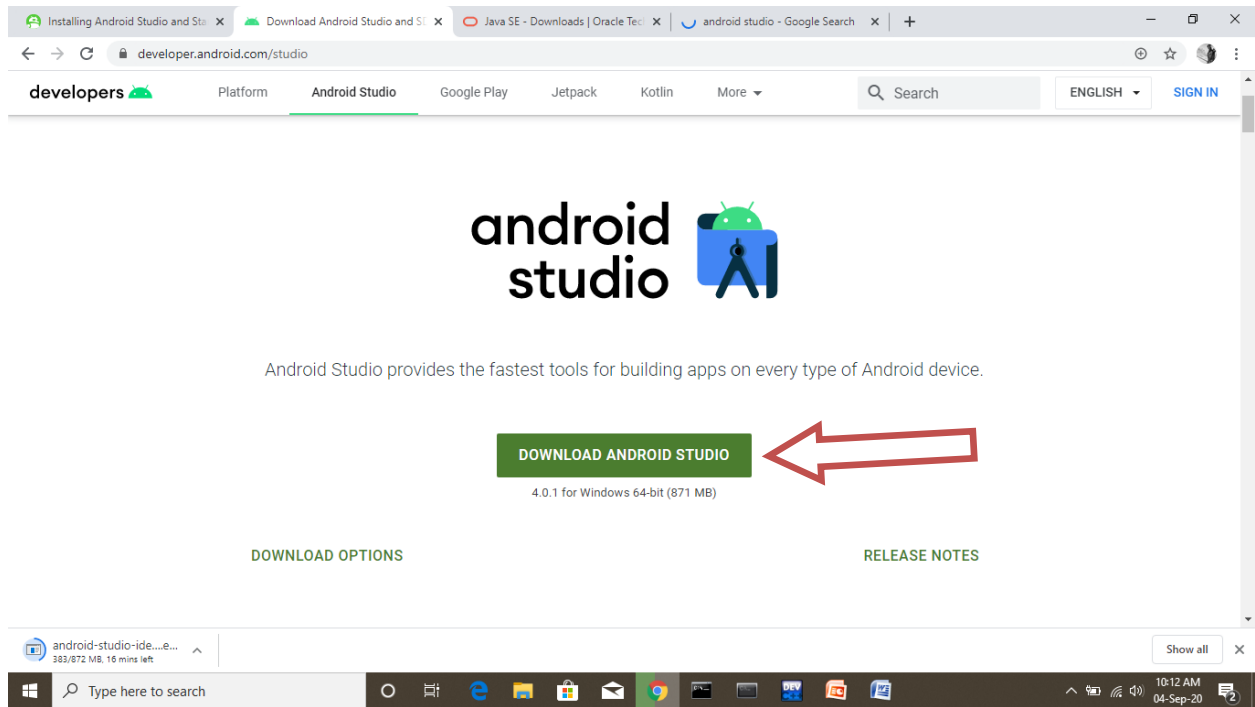 Installing Android Studio and Sta
Download Android Studio and SD
Java SE - Downloads | Oracle Tec
android studio - Google Search
developer.android.com/studio
developers
Platform
Android Studio
Google Play
Jetpack
Kotlin
More
Search
ENGLISH
SIGN IN
android
studio
Android Studio provides the fastest tools for building apps on every type of Android device.
DOWNLOAD ANDROID STUDIO
4.0.1 for Windows 64-bit (871 MB)
DOWNLOAD OPTIONS
RELEASE NOTES
android-studio-ide....e...
383/872 MB, 16 mins left
Show all
Type here to search
DEV
10:12 AM
04-Sep-20
2